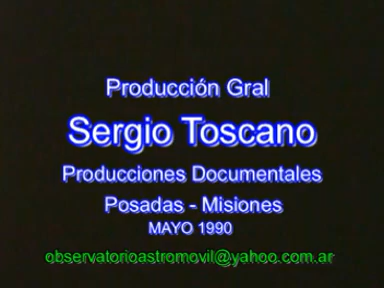 Producción Gral
Sergio Toscano
Producciones Documentales
Posadas - Misiones
MAYO 1990
observatorioastromovil@yahoo.com.ar